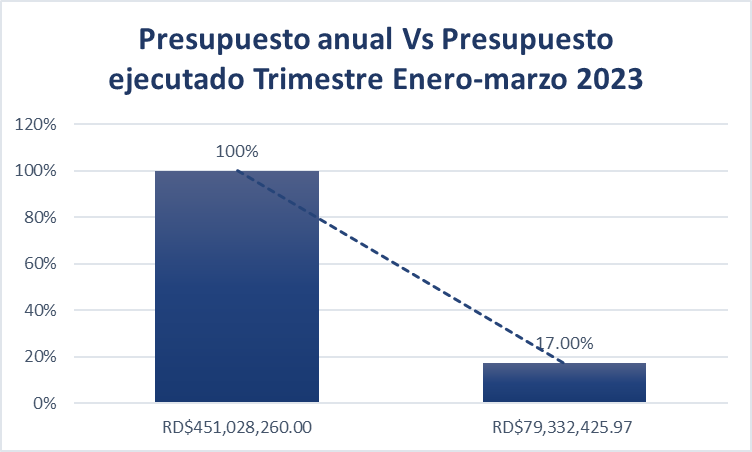 Presupuesto anual Vs Presupuesto
ejecutado Trimestre Enero-marzo 2023
120%
100%
80%
60%
40%
20%
0%
100%
17.00%
RD$451,028,260.00
RD$79,332,425.97